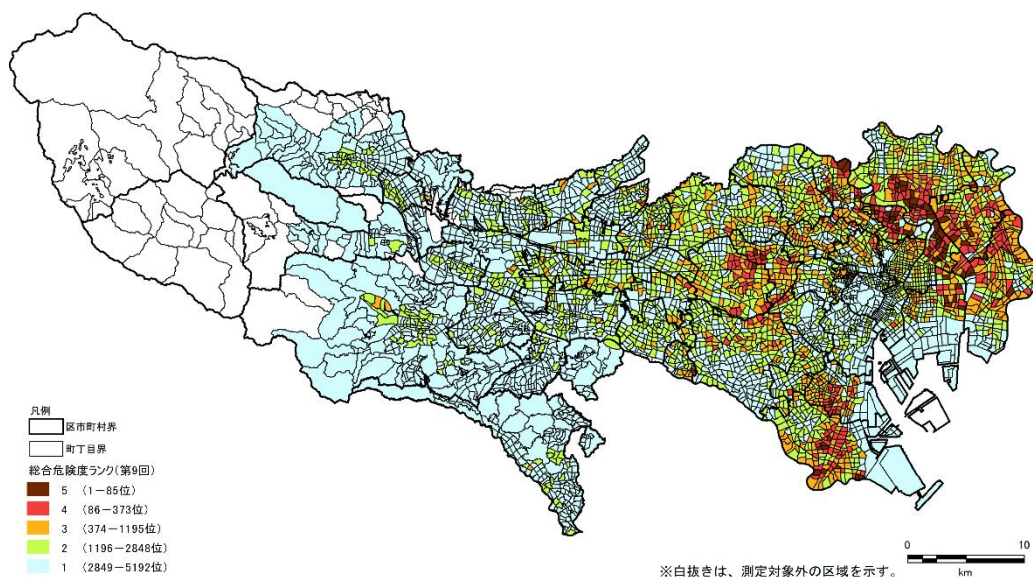 凡例
区市町村界
町丁目界
総合危険度ランク(第9回)
5 (1－85位)
4 (86－373位)
3 (374－1195位)
2 (1196－2848位)
1 (2849－5192位)
※白抜きは、測定対象外の区域を示す。
0 10
km